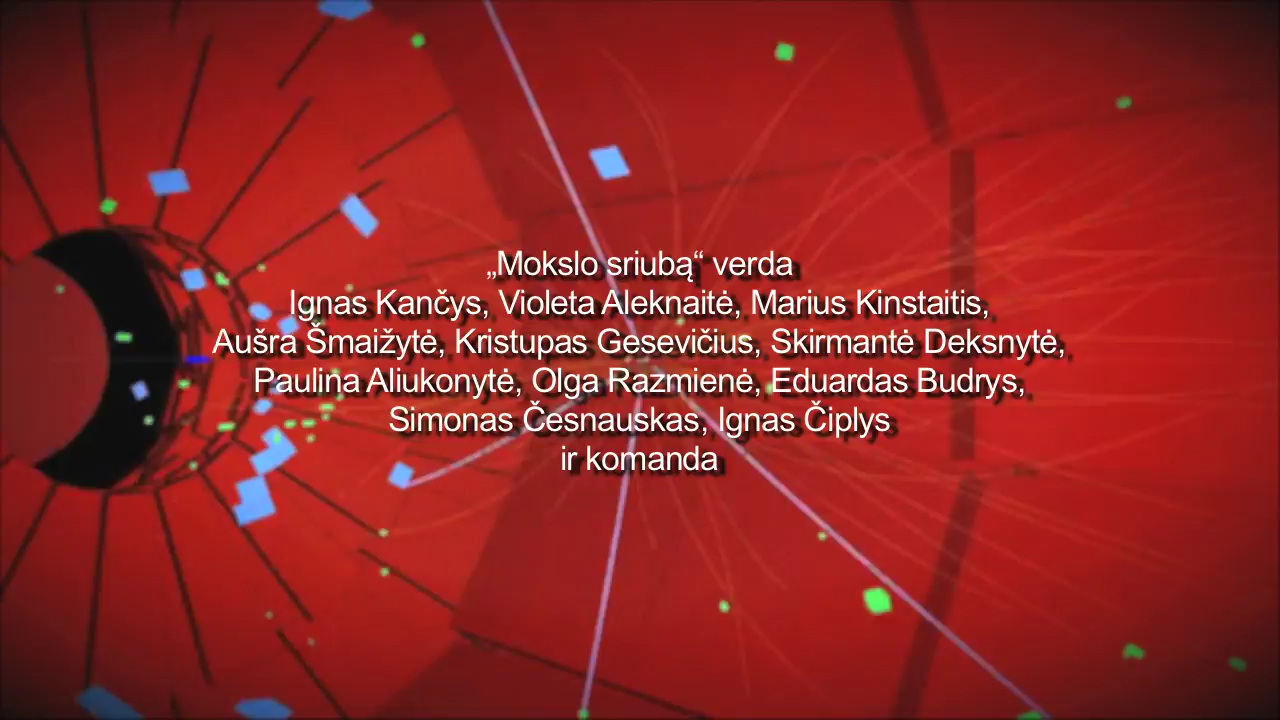 „Mokslo sriubą“ verda
Ignas Kančys, Violeta Aleknaitė, Marius Kinstaitis,
Aušra Šmaižytė, Kristupas Gesevičius, Skirmantė Deksnytė,
Paulina Aliukonytė, Olga Razmienė, Eduardas Budrys,
Simonas Česnauskas, Ignas Čiplys
ir komanda